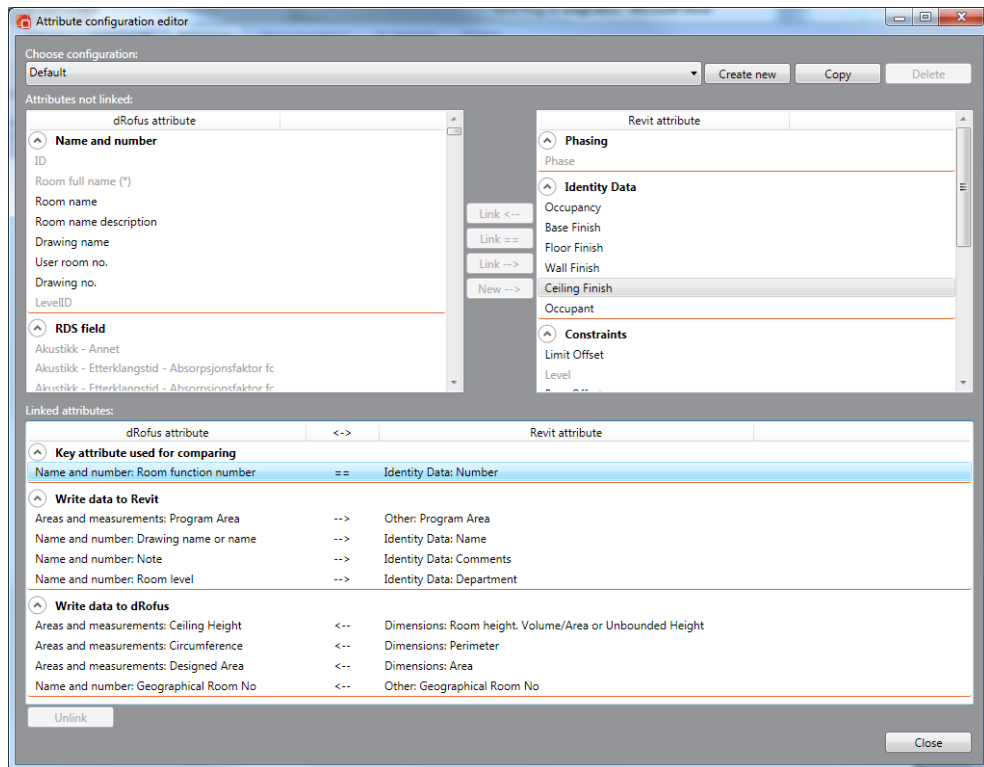 Attribute configuration editor
Choose configuration:
Default
Create new
Copy
Delete
Attributes not linked:
dRofus attribute
Name and number
ID
Room full name (*)
Room name
Room name description
Drawing name
User room no.
Drawing no.
LevelID
RDS field
Akustikk - Annet
Akustikk - Etterklangstid - Absorpsjonsfaktor fc
Akustikk - Etterklangstid - Absorpsjonsfaktor fc
Link <--
Link ==
Link -->
New -->
Revit attribute
Phasing
Phase
Identity Data
Occupancy
Base Finish
Floor Finish
Wall Finish
Ceiling Finish
Occupant
Constraints
Limit Offset
Level
Linked attributes:
dRofus attribute <-> Revit attribute
Key attribute used for comparing
Name and number: Room function number == Identity Data: Number
Write data to Revit
Areas and measurements: Program Area --> Other: Program Area
Name and number: Drawing name or name --> Identity Data: Name
Name and number: Note --> Identity Data: Comments
Name and number: Room level --> Identity Data: Department
Write data to dRofus
Areas and measurements: Ceiling Height <-- Dimensions: Room height. Volume/Area or Unbounded Height
Areas and measurements: Circumference <-- Dimensions: Perimeter
Areas and measurements: Designed Area <-- Dimensions: Area
Name and number: Geographical Room No <-- Other: Geographical Room No
Unlink
Close